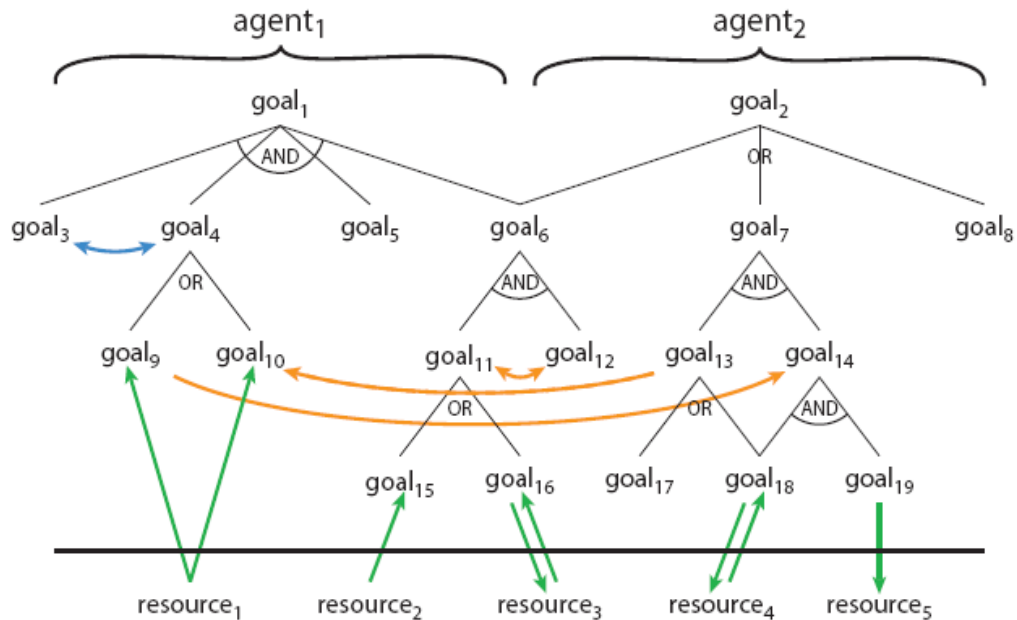 agent₁ agent₂
goal₁ goal₂
AND OR
goal₃ goal₄ goal₅ goal₆ goal₇ goal₈
OR AND AND
goal₉ goal₁₀ goal₁₁ goal₁₂ goal₁₃ goal₁₄
OR OR AND
goal₁₅ goal₁₆ goal₁₇ goal₁₈ goal₁₉
resource₁ resource₂ resource₃ resource₄ resource₅